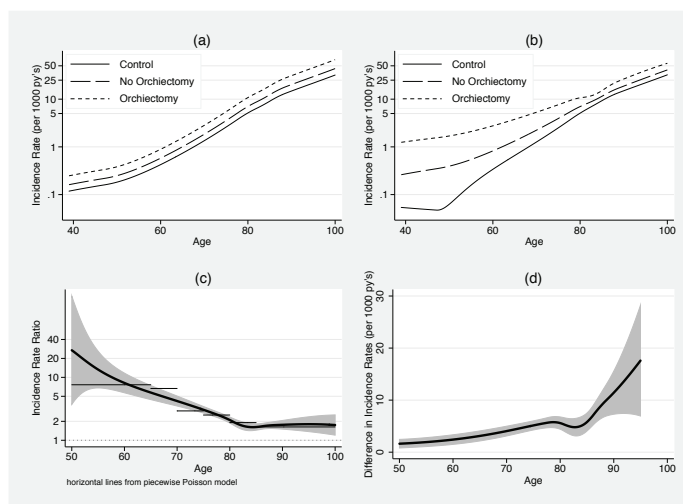 (a)
Incidence Rate (per 1000 py's)
50
25
10
5
1
.1
Control
No Orchiectomy
Orchiectomy
40 60 80 100
Age
(b)
Incidence Rate (per 1000 py's)
50
25
10
5
1
.1
Control
No Orchiectomy
Orchiectomy
40 60 80 100
Age
(c)
Incidence Rate Ratio
40
20
10
5
2
1
50 60 70 80 90 100
Age
horizontal lines from piecewise Poisson model
(d)
Difference in Incidence Rates (per 1000 py's)
30
20
10
0
50 60 70 80 90 100
Age